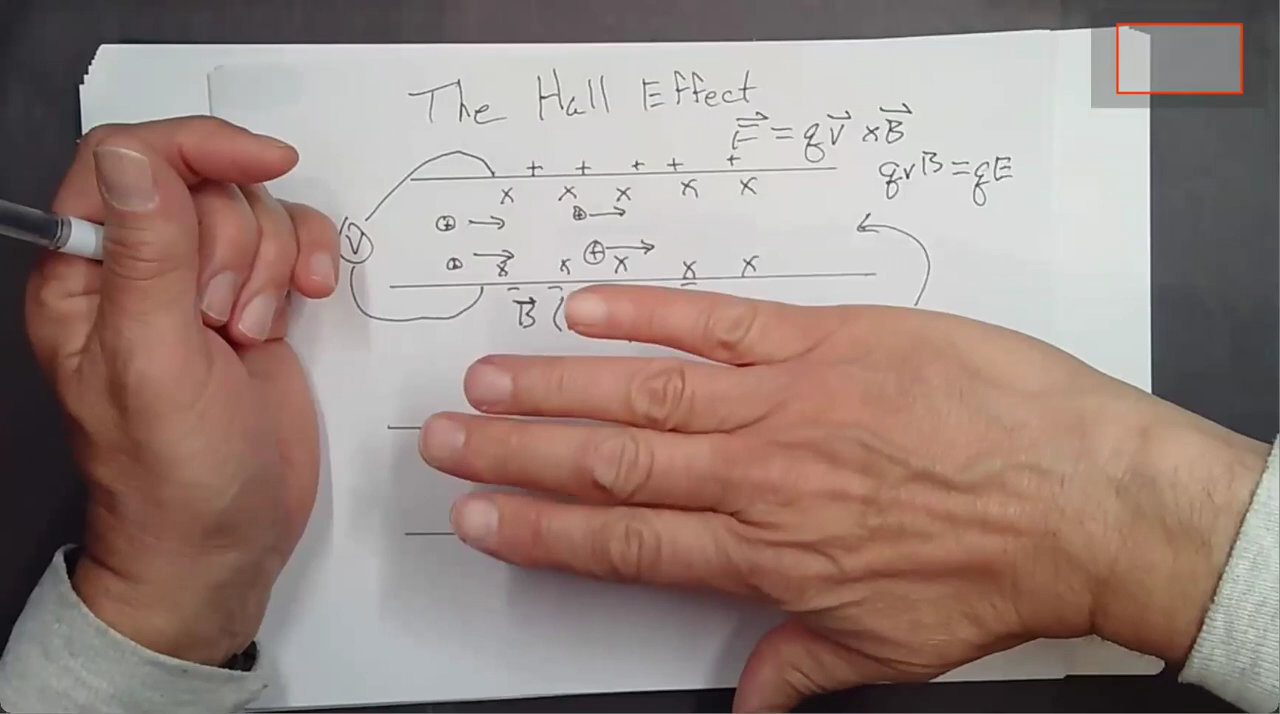 The Hall Effect
F⃗ = qv⃗ × B⃗
qvB = qE
+ + + + +
x x x x x
⊕ → ⊕ →
V
⊕ → ⊕ →
x x x x x
- - -
B⃗ (